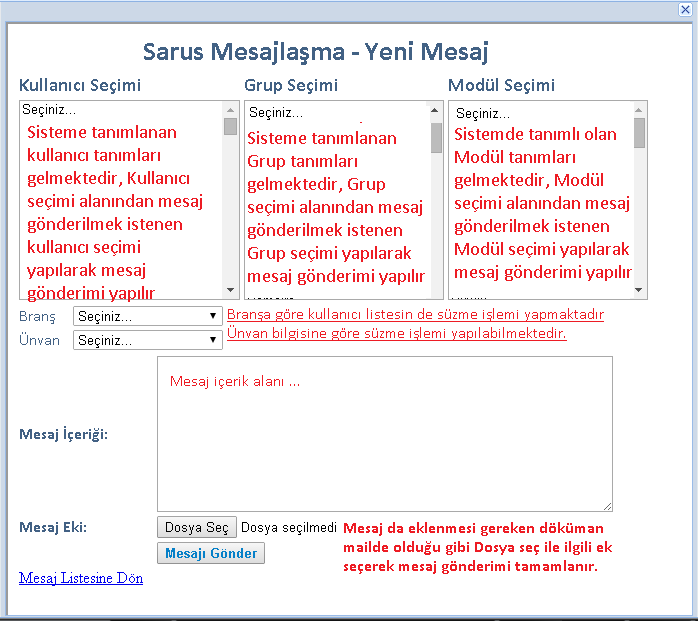 Sarus Mesajlaşma - Yeni Mesaj
Kullanıcı Seçimi
Seçiniz...
Sisteme tanımlanan
kullanıcı tanımları
gelmektedir, Kullanıcı
seçimi alanından mesaj
gönderilmek istenen
kullanıcı seçimi
yapılarak mesaj
gönderimi yapılır
Grup Seçimi
Seçiniz...
Sisteme tanımlanan
Grup tanımları
gelmektedir, Grup
seçimi alanından mesaj
gönderilmek istenen
Grup seçimi yapılarak
mesaj gönderimi yapılır
Modül Seçimi
Seçiniz...
Sistemde tanımlı olan
Modül tanımları
gelmektedir, Modül
seçimi alanından mesaj
gönderilmek istenen
Modül seçimi yapılarak
mesaj gönderimi yapılır
Branş Seçiniz... Branşa göre kullanıcı listesin de süzme işlemi yapmaktadır
Ünvan Seçiniz... Ünvan bilgisine göre süzme işlemi yapılabilmektedir.
Mesaj içerik alanı ...
Mesaj İçeriği:
Mesaj Eki: Dosya Seç Dosya seçilmedi
Mesaj da eklenmesi gereken döküman
mailde olduğu gibi Dosya seç ile ilgili ek
seçerek mesaj gönderimi tamamlanır.
Mesajı Gönder
Mesaj Listesine Dön